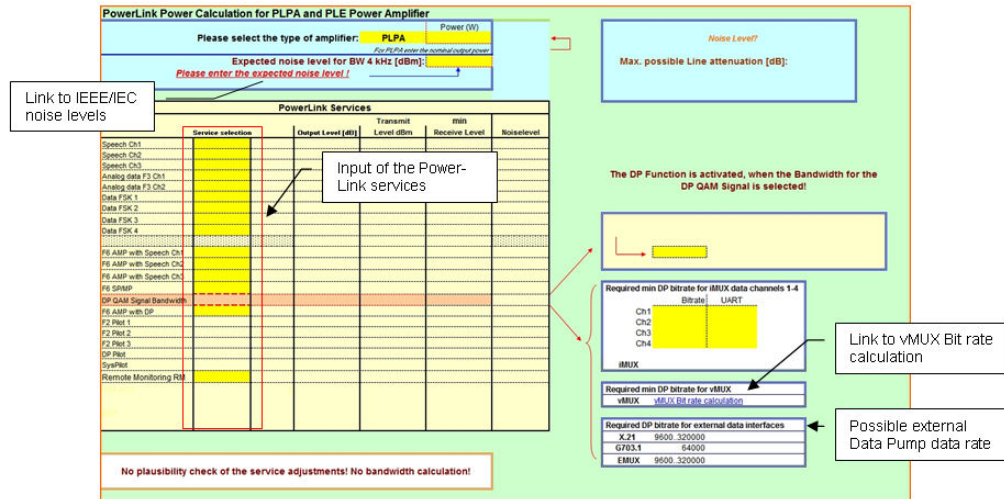 PowerLink Power Calculation for PLPA and PLE Power Amplifier
Power (W)
Please select the type of amplifier: PLPA
For PLPA enter the nominal output power
Expected noise level for BW 4 kHz [dBm]:
Please enter the expected noise level !
Noise Level?
Max. possible Line attenuation [dB]:
Link to IEEE/IEC
noise levels
PowerLink Services
Service selection
Output Level [dB]
Transmit
Level dBm
min
Receive Level
Noiselevel
Speech Ch1
Speech Ch2
Speech Ch3
Analog data F3 Ch1
Analog data F3 Ch2
Data FSK 1
Data FSK 2
Data FSK 3
Data FSK 4
F6 AMP with Speech Ch1
F6 AMP with Speech Ch2
F6 AMP with Speech Ch3
F6 SP/MP
DP QAM Signal Bandwidth
F6 AMP with DP
F2 Pilot 1
F2 Pilot 2
F2 Pilot 3
DP Pilot
SysPilot
Remote Monitoring RM
Input of the Power-
Link services
The DP Function is activated, when the Bandwidth for the
DP QAM Signal is selected!
Required min DP bitrate for iMUX data channels 1-4
Bitrate UART
Ch1
Ch2
Ch3
Ch4
iMUX
Link to vMUX Bit rate
calculation
Required min DP bitrate for vMUX
vMUX vMUX Bit rate calculation
Required DP bitrate for external data interfaces
X.21 9600..320000
G703.1 64000
EMUX 9600..320000
Possible external
Data Pump data rate
No plausibility check of the service adjustments! No bandwidth calculation!